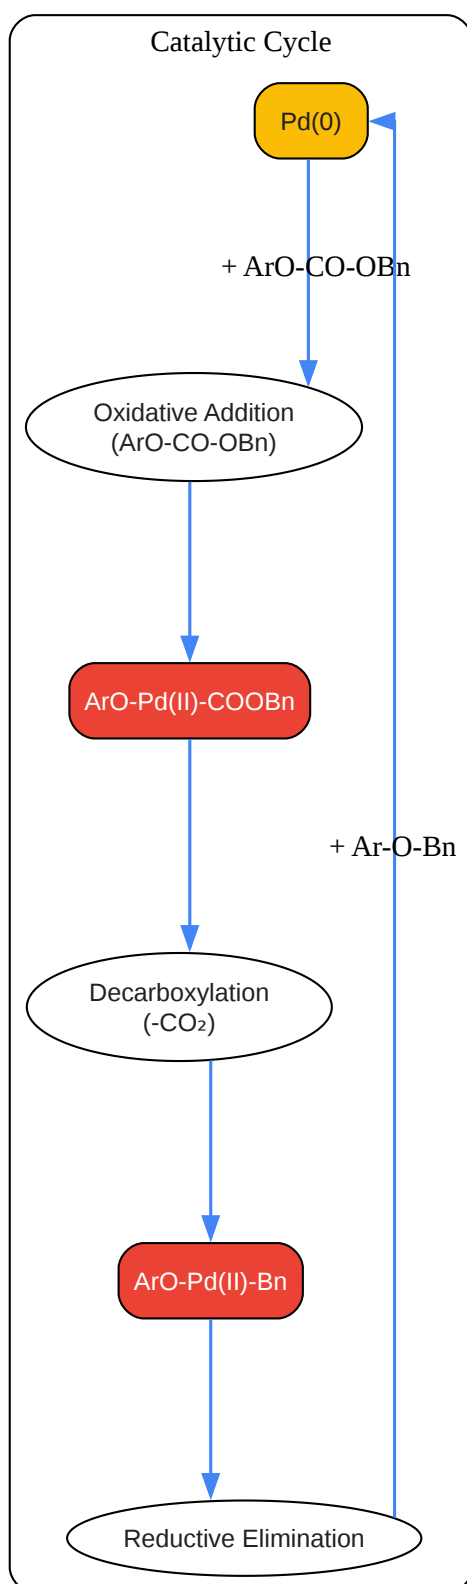 Catalytic Cycle
Pd(0)
+ ArO-CO-OBn
Oxidative Addition
(ArO-CO-OBn)
ArO-Pd(II)-COOBn
+ Ar-O-Bn
Decarboxylation
(-CO₂)
ArO-Pd(II)-Bn
Reductive Elimination